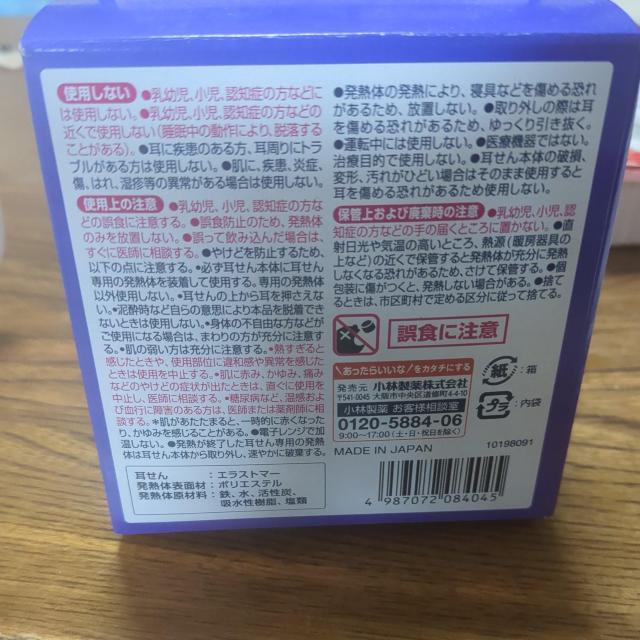 使用しない ●乳幼児、小児、認知症の方などに
は使用しない。●乳幼児、小児、認知症の方などの
近くで使用しない(睡眠中の動作により、脱落する
ことがある)。●耳に疾患のある方、耳周りにトラ
ブルがある方は使用しない。●肌に、疾患、炎症、
傷、はれ、湿疹等の異常がある場合は使用しない。
使用上の注意 ●乳幼児、小児、認知症の方な
どの誤食に注意する。●誤食防止のため、発熱体
のみを放置しない。●誤って飲み込んだ場合は、
すぐに医師に相談する。●やけどを防止するため、
以下の点に注意する。•必ず耳せん本体に耳せん
専用の発熱体を装着して使用する。専用の発熱体
以外使用しない。•耳せんの上から耳を押さえな
い。•泥酔時など自らの意思により本品を脱着でき
ないときは使用しない。•身体の不自由な方などが
ご使用になる場合は、まわりの方が充分に注意す
る。•肌の弱い方は充分に注意する。•熱すぎると
感じたときや、使用部位に違和感や異常を感じた
ときは使用を中止する。•肌に赤み、かゆみ、痛み
などのやけどの症状が出たときは、直ぐに使用を
中止し、医師に相談する。•糖尿病など、温感およ
び血行に障害のある方は、医師または薬剤師に相
談する。*肌があたたまると、一時的に赤くなった
り、かゆみを感じることがある。●電子レンジで加
温しない。●発熱が終了した耳せん専用の発熱体
は耳せん本体から取り外し、速やかに廃棄する。
耳せん : エラストマー
発熱体表面材: ポリエステル
発熱体原材料: 鉄、水、活性炭、
吸水性樹脂、塩類
●発熱体の発熱により、寝具などを傷める恐れ
があるため、放置しない。●取り外しの際は耳
を傷める恐れがあるため、ゆっくり引き抜く。
●運転中には使用しない。●医療機器ではない。
治療目的で使用しない。●耳せん本体の破損、
変形、汚れがひどい場合はそのまま使用すると
耳を傷める恐れがあるため使用しない。
保管上および廃棄時の注意 ●乳幼児、小児、認
知症の方などの手の届くところに置かない。●直
射日光や気温の高いところ、熱源(暖房器具の
上など)の近くで保管すると発熱体が充分に発熱
しなくなる恐れがあるため、さけて保管する。●個
包装に傷がつくと、発熱しない場合がある。●捨て
るときは、市区町村で定める区分に従って捨てる。
誤食に注意
"あったらいいな"をカタチにする
発売元 小林製薬株式会社
〒541-0045 大阪市中央区道修町4-4-10
小林製薬 お客様相談室
0120-5884-06
9:00〜17:00(土・日・祝日を除く)
MADE IN JAPAN
紙 : 箱
プラ : 内袋
10198091
4 987072 084045